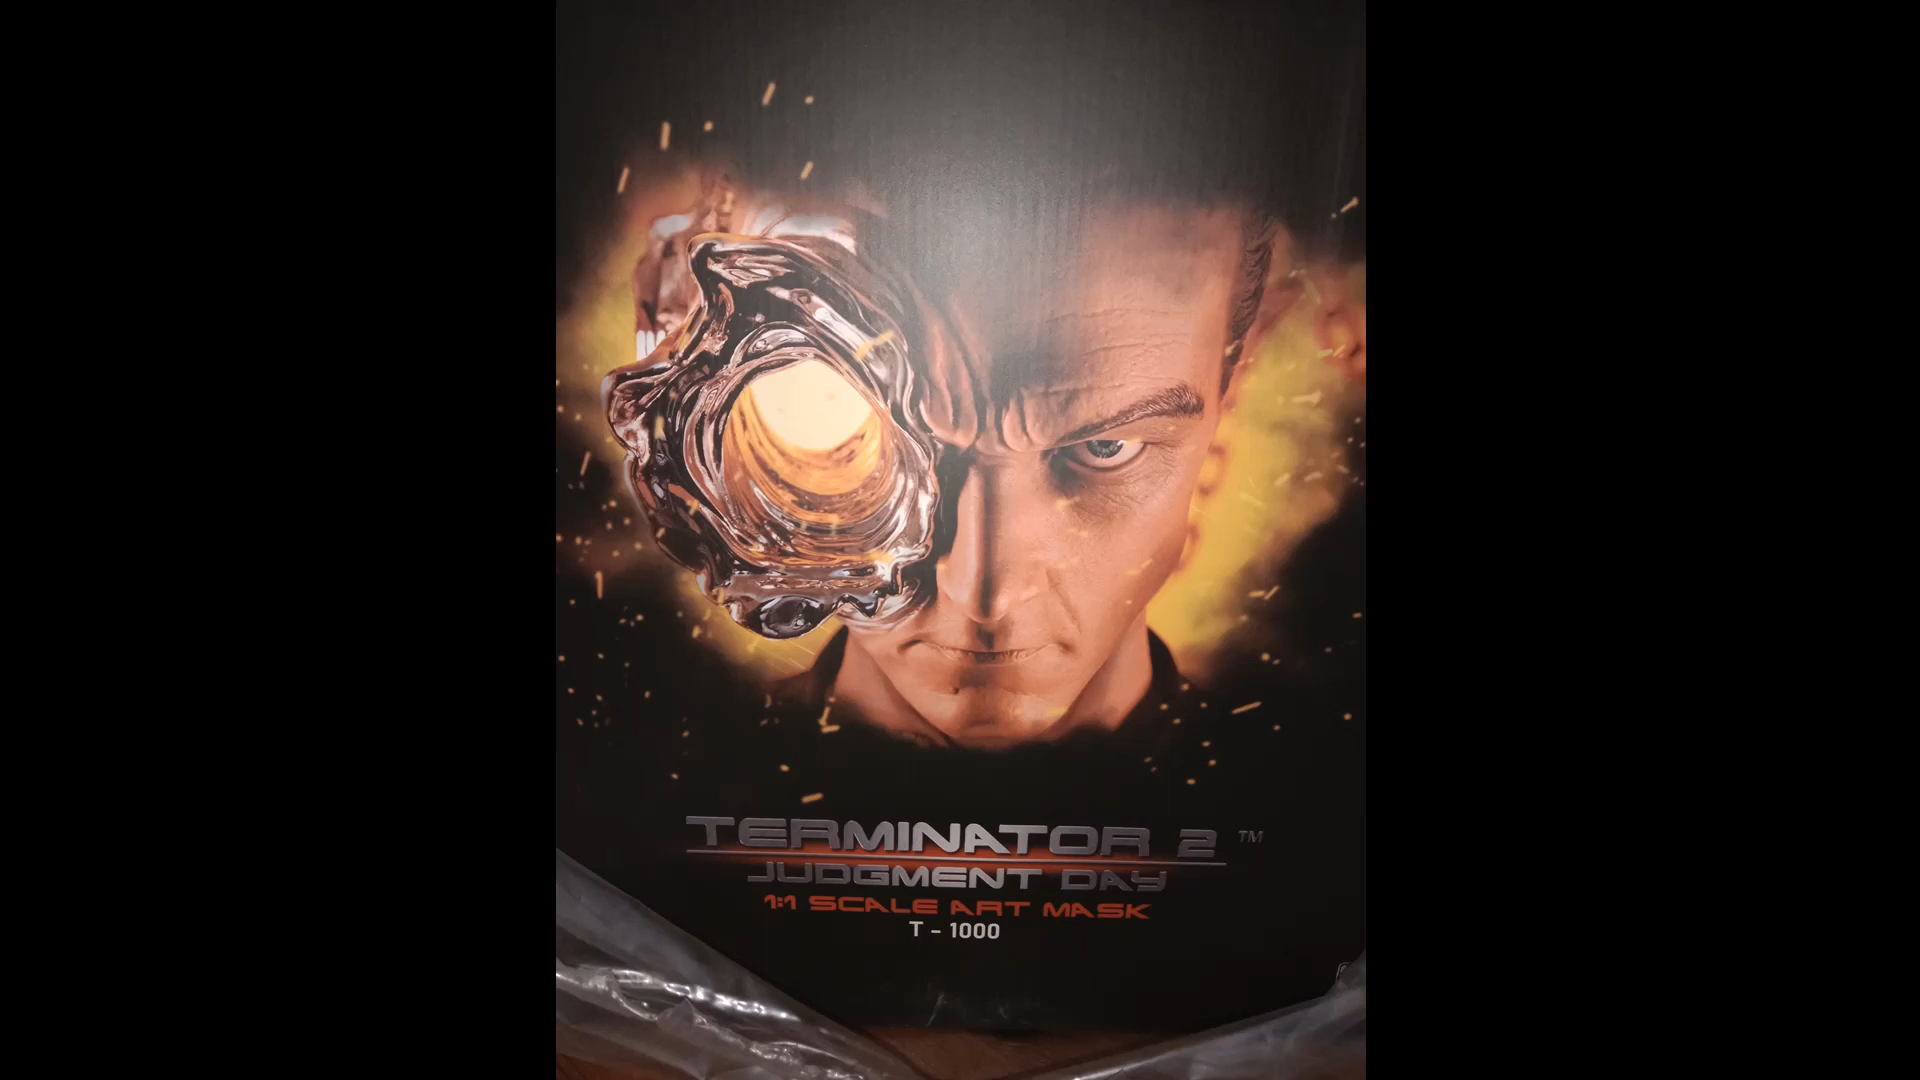 TERMINATOR 2 ™
JUDGMENT DAY
1:1 SCALE ART MASK
T - 1000